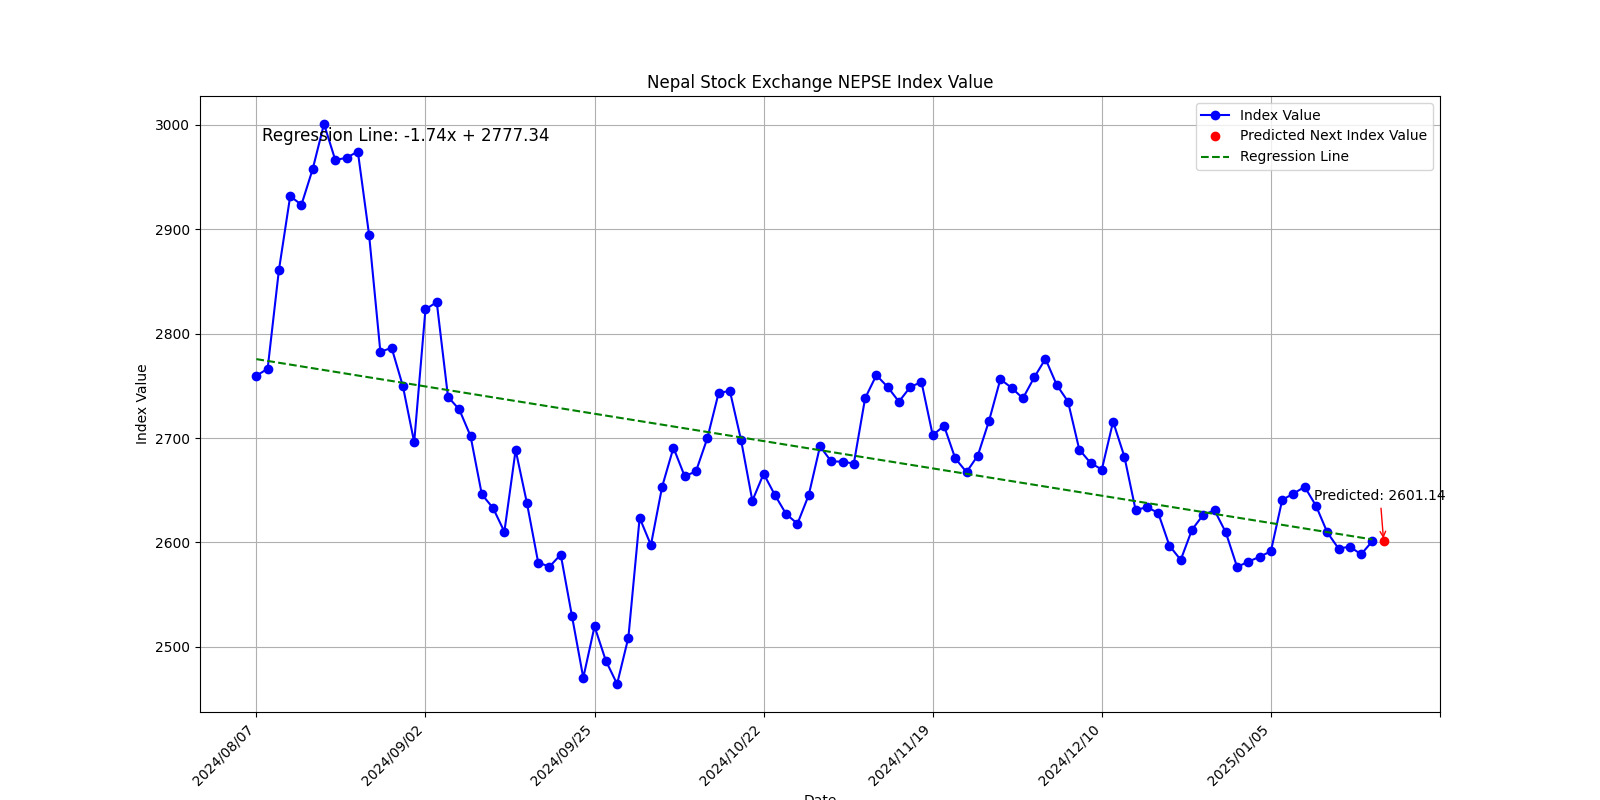 Nepal Stock Exchange NEPSE Index Value
Regression Line: -1.74x + 2777.34
Index Value
Predicted Next Index Value
Regression Line
3000
2900
2800
2700
2600
2500
Index Value
Predicted: 2601.14
2024/08/07
2024/09/02
2024/09/25
2024/10/22
2024/11/19
2024/12/10
2025/01/05
Date